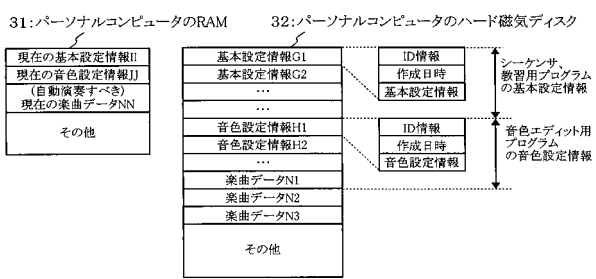 31:パーソナルコンピュータのRAM
現在の基本設定情報II
現在の音色設定情報JJ
(自動演奏すべき)
現在の楽曲データNN
その他
32:パーソナルコンピュータのハード磁気ディスク
基本設定情報G1
基本設定情報G2
…
…
音色設定情報H1
音色設定情報H2
…
楽曲データN1
楽曲データN2
楽曲データN3
その他
ID情報
作成日時
基本設定情報
ID情報
作成日時
音色設定情報
シーケンサ、
教習用プログラム
の基本設定情報
音色エディット用
プログラム
の音色設定情報